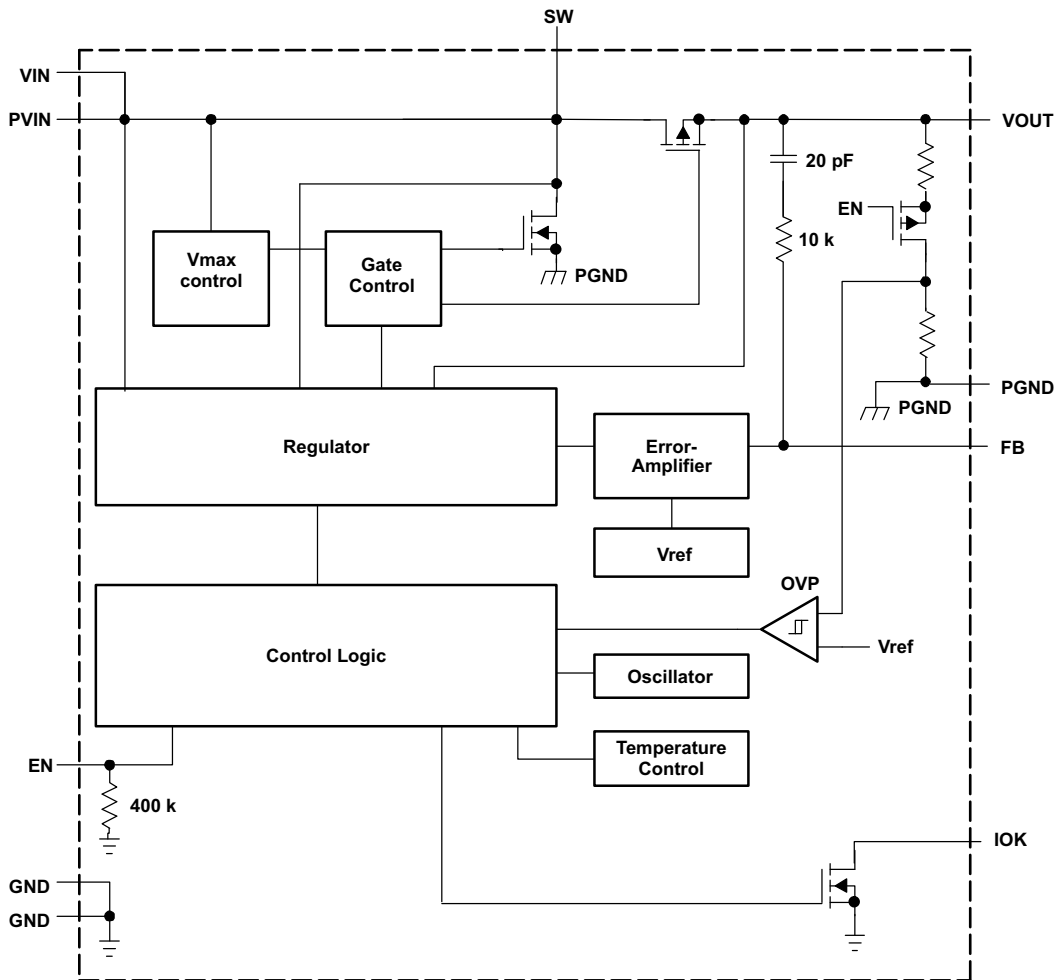 SW
VIN
PVIN
VOUT
20 pF
EN
10 k
Vmax
control
Gate
Control
PGND
PGND
PGND
Regulator
Error-
Amplifier
FB
Vref
OVP
Control Logic
Vref
Oscillator
Temperature
Control
EN
400 k
IOK
GND
GND